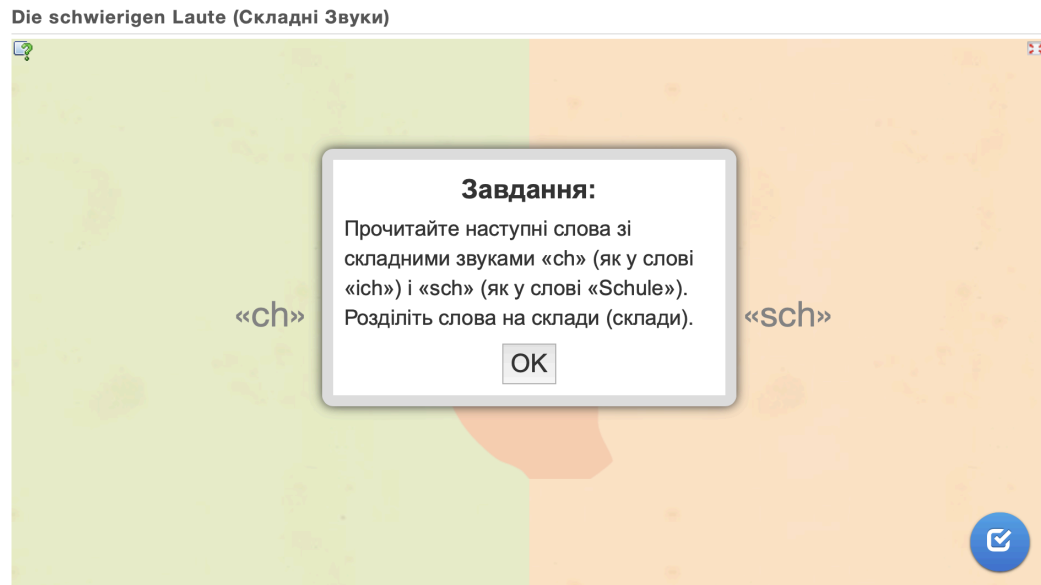 Die schwierigen Laute (Складні Звуки)
Завдання:
Прочитайте наступні слова зі
складними звуками «ch» (як у слові
«ich») і «sch» (як у слові «Schule»).
Розділіть слова на склади (склади).
«ch»
«sch»
OK